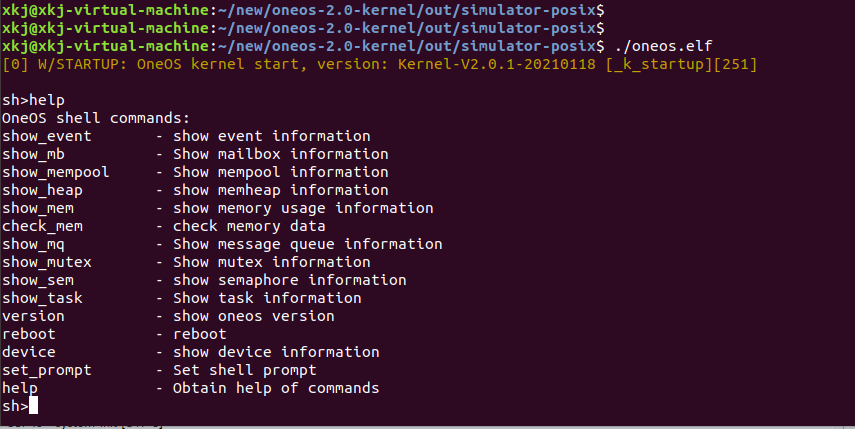 xkj@xkj-virtual-machine:~/new/oneos-2.0-kernel/out/simulator-posix$
xkj@xkj-virtual-machine:~/new/oneos-2.0-kernel/out/simulator-posix$
xkj@xkj-virtual-machine:~/new/oneos-2.0-kernel/out/simulator-posix$ ./oneos.elf
[0] W/STARTUP: OneOS kernel start, version: Kernel-V2.0.1-20210118 [_k_startup][251]
sh>help
OneOS shell commands:
show_event - show event information
show_mb - Show mailbox information
show_mempool - Show mempool information
show_heap - show memheap information
show_mem - show memory usage information
check_mem - check memory data
show_mq - Show message queue information
show_mutex - Show mutex information
show_sem - show semaphore information
show_task - Show task information
version - show oneos version
reboot - reboot
device - show device information
set_prompt - Set shell prompt
help - Obtain help of commands
sh>